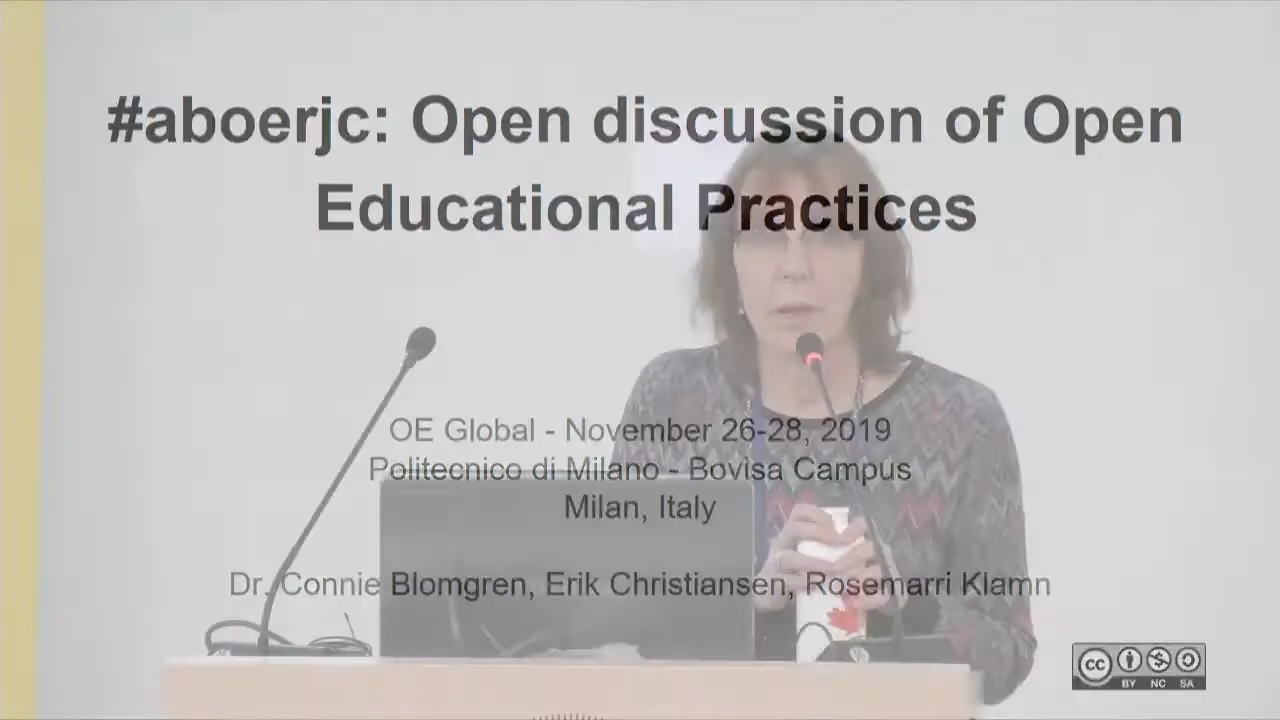 #aboerjc: Open discussion of Open
Educational Practices
OE Global - November 26-28, 2019
Politecnico di Milano - Bovisa Campus
Milan, Italy
Dr. Connie Blomgren, Erik Christiansen, Rosemarri Klamn
cc
BY NC SA